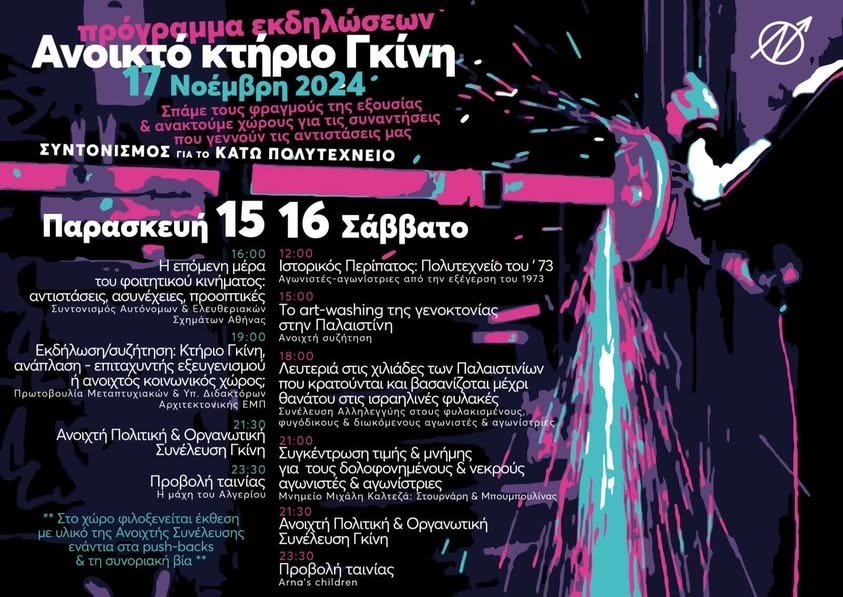 πρόγραμμα εκδηλώσεων
Ανοικτό κτήριο Γκίνη
17 Νοέμβρη 2024
Σπάμε τους φραγμούς της εξουσίας
& ανακτούμε χώρους για τις συναντήσεις
που γεννούν τις αντιστάσεις μας
ΣΥΝΤΟΝΙΣΜΟΣ ΓΙΑ ΤΟ ΚΑΤΩ ΠΟΛΥΤΕΧΝΕΙΟ
Παρασκευή 15
16:00
Η επόμενη μέρα
του φοιτητικού κινήματος:
αντιστάσεις, ασυνέχειες, προοπτικές
Συντονισμός Αυτόνομων & Ελευθεριακών
Σχημάτων Αθήνας
19:00
Εκδήλωση/συζήτηση: Κτήριο Γκίνη,
ανάπλαση - επιταχυντής εξευγενισμού
ή ανοιχτός κοινωνικός χώρος;
Πρωτοβουλία Μεταπτυχιακών & Υπ. Διδακτόρων
Αρχιτεκτονικής ΕΜΠ
21:30
Ανοιχτή Πολιτική & Οργανωτική
Συνέλευση Γκίνη
23:30
Προβολή ταινίας
Η μάχη του Αλγερίου
** Στο χώρο φιλοξενείται έκθεση
με υλικό της Ανοιχτής Συνέλευσης
ενάντια στα push-backs
& τη συνοριακή βία **
16 Σάββατο
12:00
Ιστορικός Περίπατος: Πολυτεχνείο του '73
Αγωνιστές-αγωνίστριες από την εξέγερση του 1973
15:00
Το art-washing της γενοκτονίας
στην Παλαιστίνη
Ανοιχτή συζήτηση
18:00
Λευτεριά στις χιλιάδες των Παλαιστινίων
που κρατούνται και βασανίζοται μέχρι
θανάτου στις ισραηλινές φυλακές
Συνέλευση Αλληλεγγύης στους φυλακισμένους,
φυγόδικους & διωκόμενους αγωνιστές & αγωνίστριες
21:00
Συγκέντρωση τιμής & μνήμης
για τους δολοφονημένους & νεκρούς
αγωνιστές & αγωνίστριες
Μνημείο Μιχάλη Καλτεζά: Στουρνάρη & Μπουμπουλίνας
21:30
Ανοιχτή Πολιτική & Οργανωτική
Συνέλευση Γκίνη
23:30
Προβολή ταινίας
Arna's children